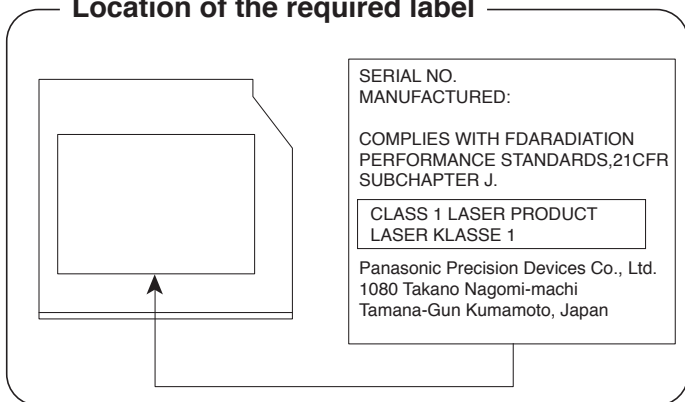 Location of the required label
SERIAL NO.
MANUFACTURED:
COMPLIES WITH FDARADIATION
PERFORMANCE STANDARDS,21CFR
SUBCHAPTER J.
CLASS 1 LASER PRODUCT
LASER KLASSE 1
Panasonic Precision Devices Co., Ltd.
1080 Takano Nagomi-machi
Tamana-Gun Kumamoto, Japan